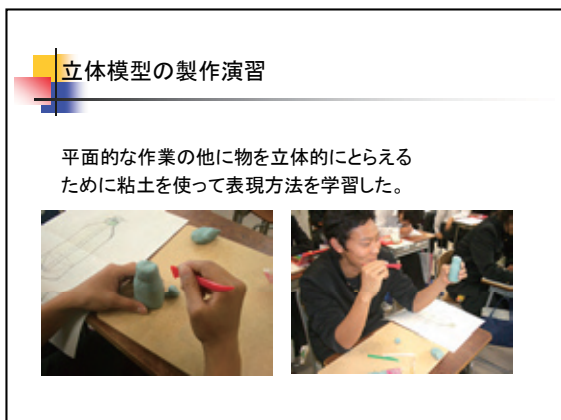 立体模型の製作演習
平面的な作業の他に物を立体的にとらえる
ために粘土を使って表現方法を学習した。